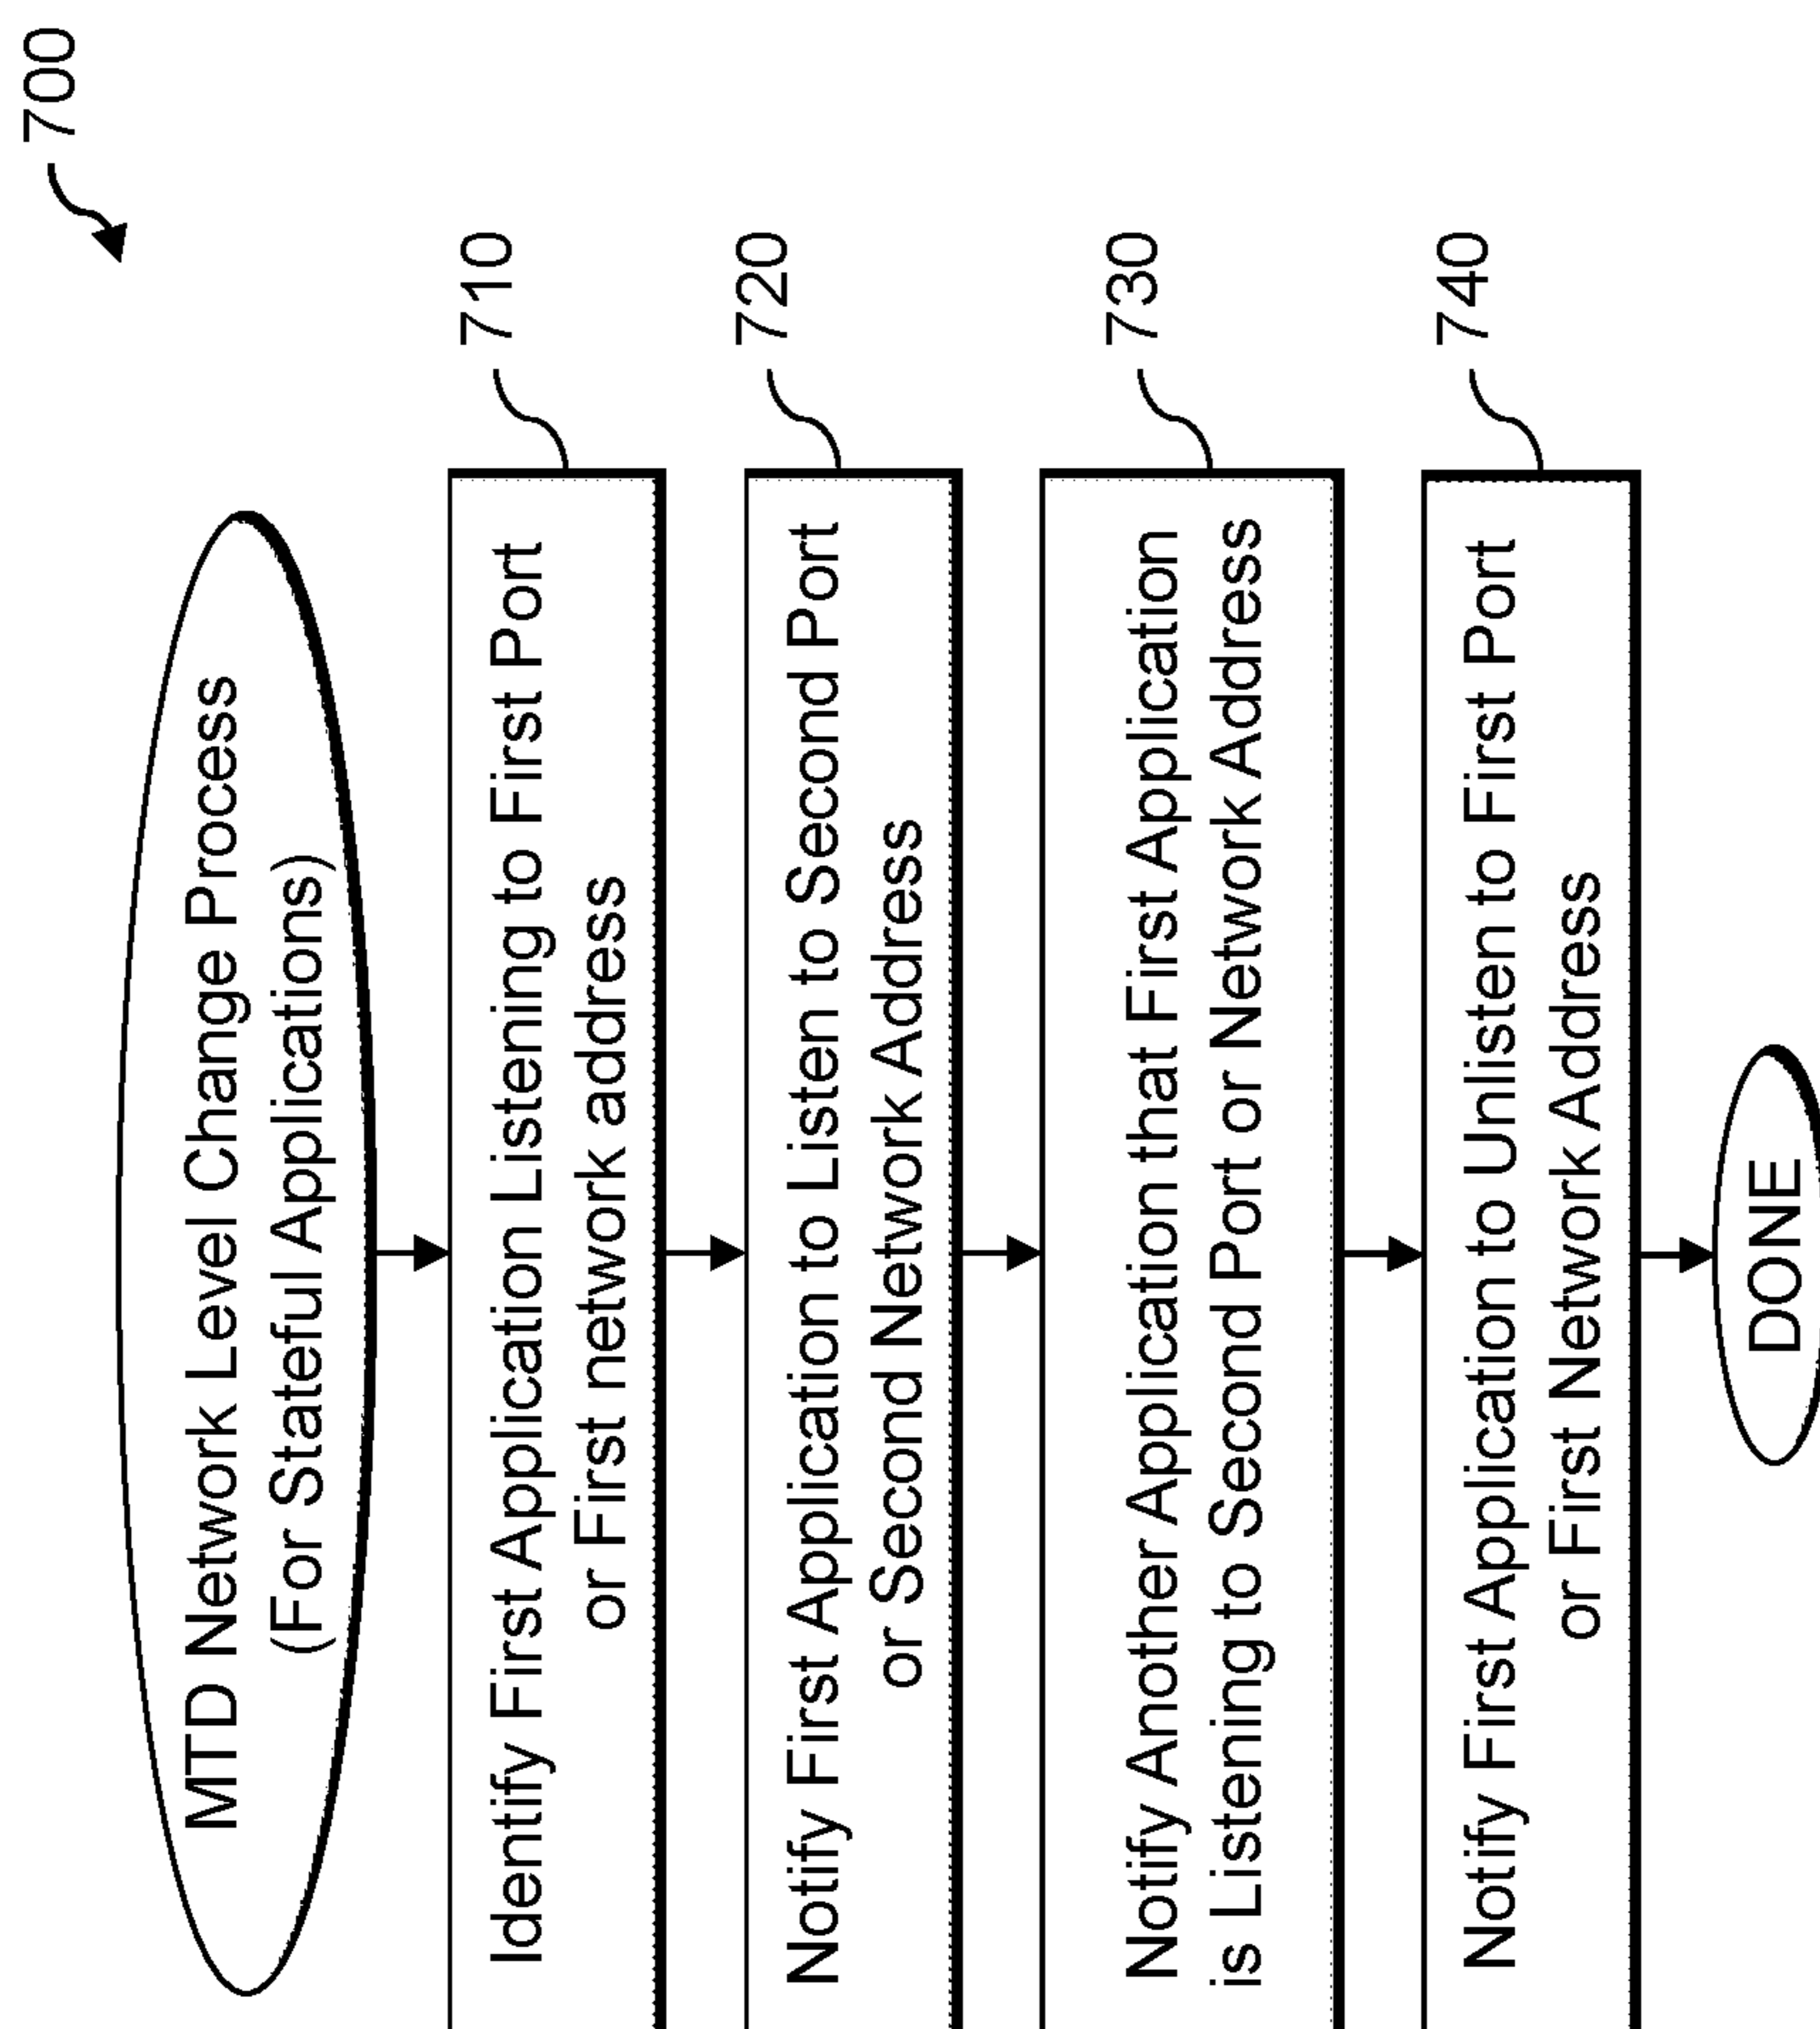 700
MTD Network Level Change Process
(For Stateful Applications)
710
Identify First Application Listening to First Port
or First network address
720
Notify First Application to Listen to Second Port
or Second Network Address
730
Notify Another Application that First Application
is Listening to Second Port or Network Address
740
Notify First Application to Unlisten to First Port
or First Network Address
DONE